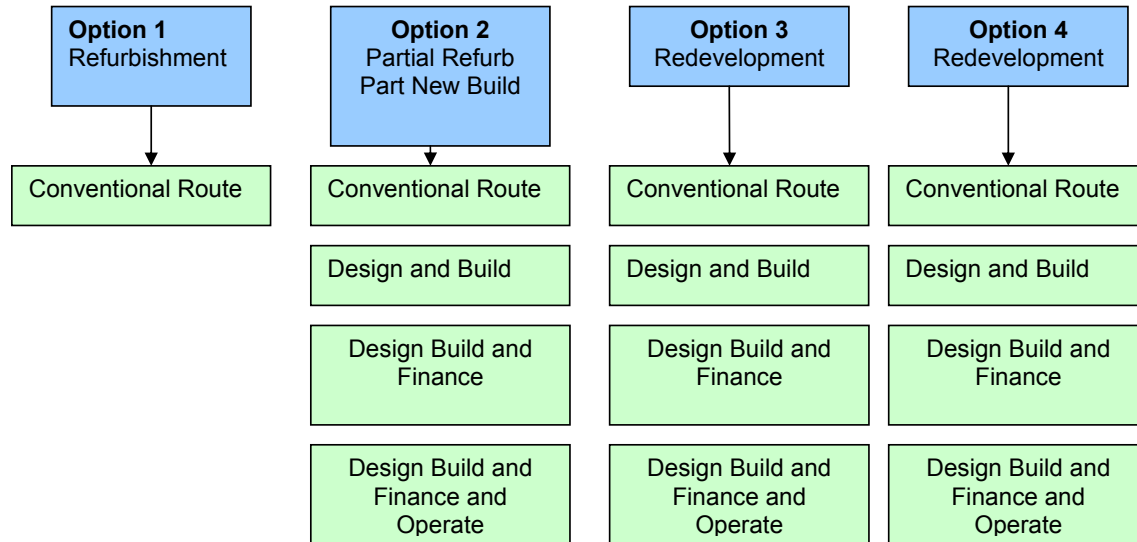 Option 1
Refurbishment
Option 2
Partial Refurb
Part New Build
Option 3
Redevelopment
Option 4
Redevelopment
Conventional Route
Conventional Route
Conventional Route
Conventional Route
Design and Build
Design and Build
Design and Build
Design Build and
Finance
Design Build and
Finance
Design Build and
Finance
Design Build and
Finance and
Operate
Design Build and
Finance and
Operate
Design Build and
Finance and
Operate